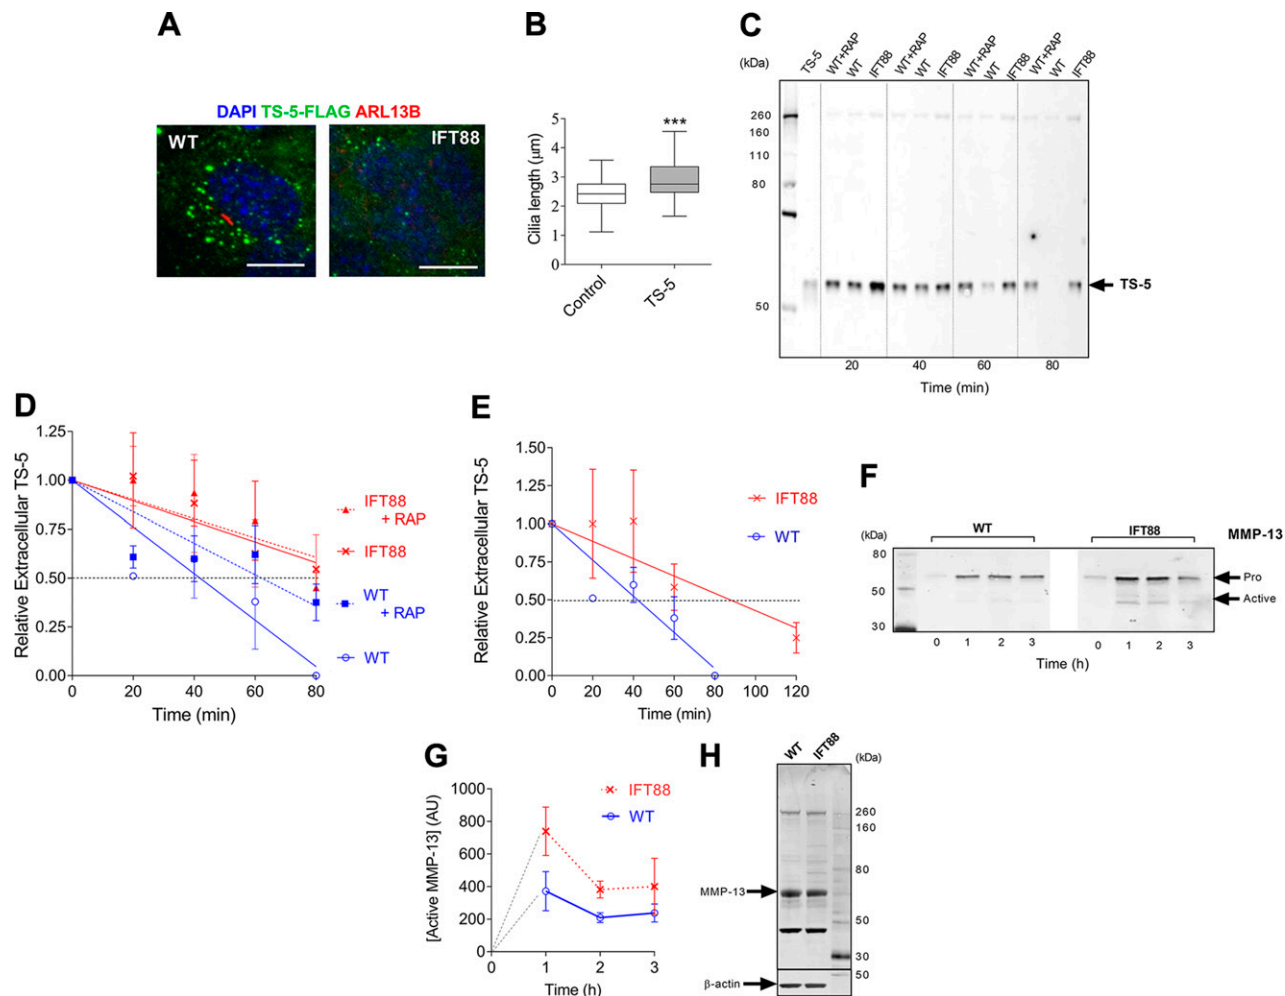 A
DAPI TS-5-FLAG ARL13B
WT
IFT88
B
Cilia length (µm)
5
4
3
2
1
0
***
Control
TS-5
C
(kDa)
TS-5
WT+RAP
WT
IFT88
WT+RAP
WT
IFT88
WT+RAP
WT
IFT88
WT+RAP
WT
IFT88
260
160
110
80
50
TS-5
20 40 60 80
Time (min)
D
Relative Extracellular TS-5
1.25
1.00
0.75
0.50
0.25
0.00
0 20 40 60 80
Time (min)
IFT88
+ RAP
IFT88
WT
+ RAP
WT
E
Relative Extracellular TS-5
1.50
1.25
1.00
0.75
0.50
0.25
0.00
0 20 40 60 80 100 120
Time (min)
IFT88
WT
F
WT IFT88 MMP-13
(kDa)
80
50
30
Pro
Active
0 1 2 3 0 1 2 3
Time (h)
G
[Active MMP-13] (AU)
1000
800
600
400
200
0
0 1 2 3
Time (h)
IFT88
WT
H
WT
IFT88
(kDa)
260
160
80
MMP-13
50
30
50
β-actin